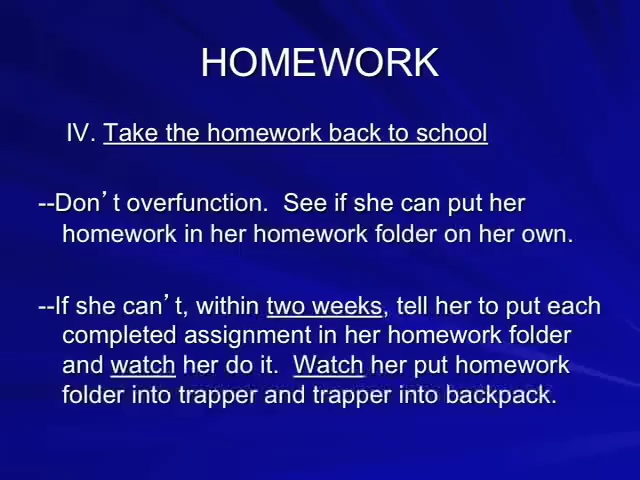 HOMEWORK
IV. Take the homework back to school
--Don’t overfunction. See if she can put her
homework in her homework folder on her own.
--If she can’t, within two weeks, tell her to put each
completed assignment in her homework folder
and watch her do it. Watch her put homework
folder into trapper and trapper into backpack.